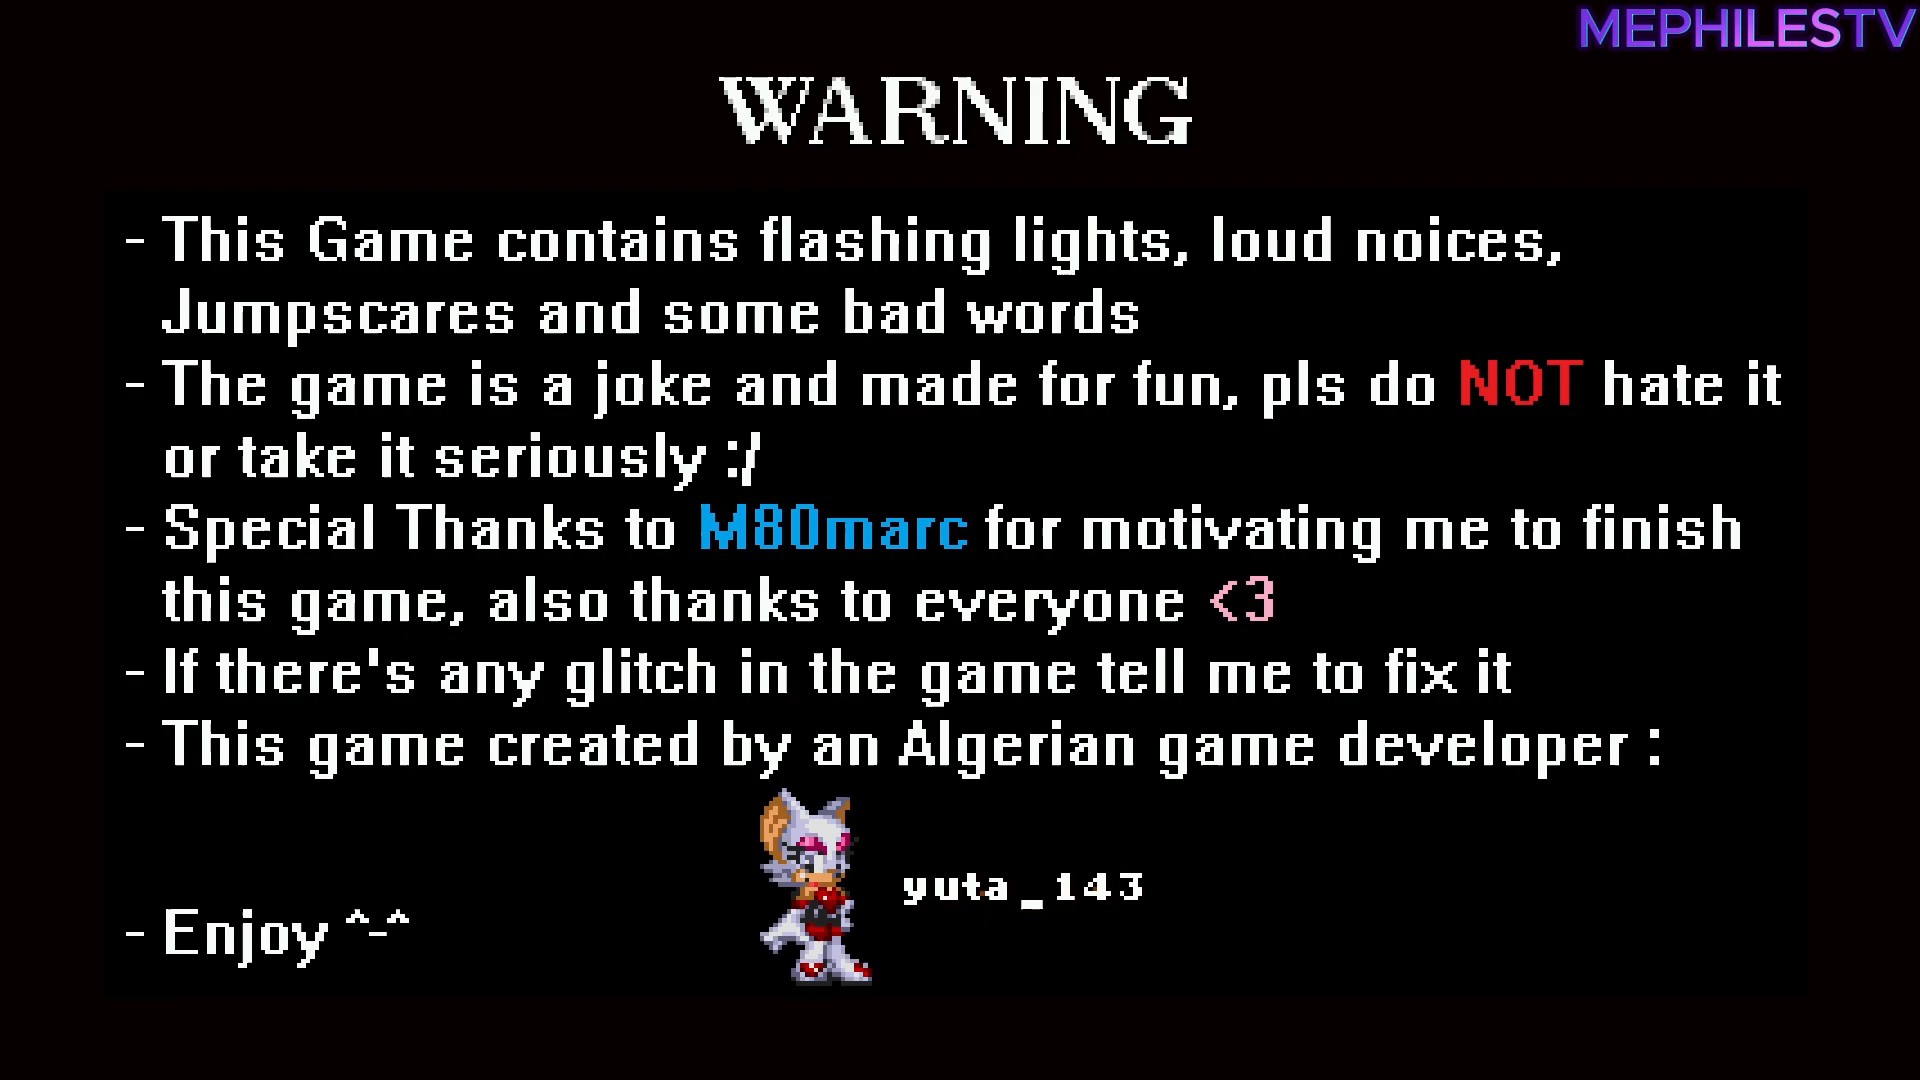 MEPHILESTV
WARNING
- This Game contains flashing lights, loud noices,
Jumpscares and some bad words
- The game is a joke and made for fun, pls do NOT hate it
or take it seriously :/
- Special Thanks to M80marc for motivating me to finish
this game, also thanks to everyone <3
- If there's any glitch in the game tell me to fix it
- This game created by an Algerian game developer :
yuta_143
- Enjoy ^-^